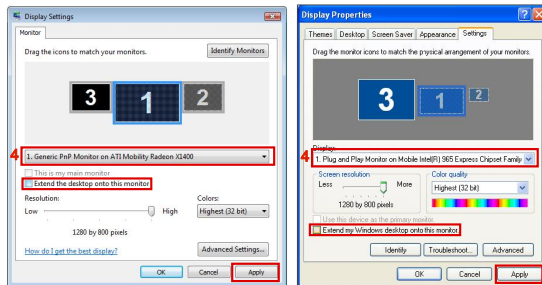 Display Settings
Monitor
Drag the icons to match your monitors.
Identify Monitors
3
1
2
4
1. Generic PnP Monitor on ATI Mobility Radeon X1400
This is my main monitor
Extend the desktop onto this monitor
Resolution:
Colors:
Low
High
Highest (32 bit)
1280 by 800 pixels
How do I get the best display?
Advanced Settings...
OK
Cancel
Apply
Display Properties
Themes
Desktop
Screen Saver
Appearance
Settings
Drag the monitor icons to match the pysical arrangement of your monitors.
3
1
2
Display:
4
1. Plug and Play Monitor on Mobile Intel(R) 965 Express Chipset Family
Screen resolution
Less
More
1280 by 800 pixels
Color quality
Highest (32 bit)
Use this device as the primary monitor.
Extend my Windows desktop onto this monitor.
Identify
Troubleshoot...
Advanced
OK
Cancel
Apply